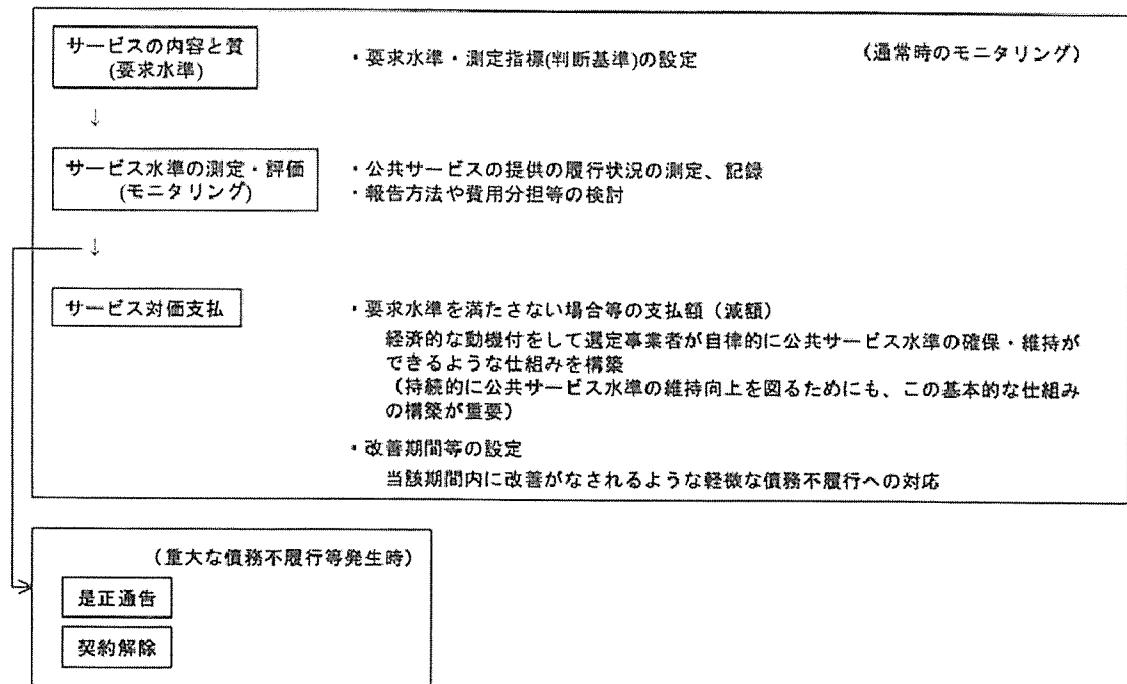 サービスの内容と質
(要求水準)
・要求水準・測定指標(判断基準)の設定
(通常時のモニタリング)
↓
サービス水準の測定・評価
(モニタリング)
・公共サービスの提供の履行状況の測定、記録
・報告方法や費用分担等の検討
↓
サービス対価支払
・要求水準を満たさない場合等の支払額（減額）
経済的な動機付をして選定事業者が自律的に公共サービス水準の確保・維持が
できるような仕組みを構築
（持続的に公共サービス水準の維持向上を図るためにも、この基本的な仕組み
の構築が重要）
・改善期間等の設定
当該期間内に改善がなされるような軽微な債務不履行への対応
（重大な債務不履行等発生時）
是正通告
契約解除